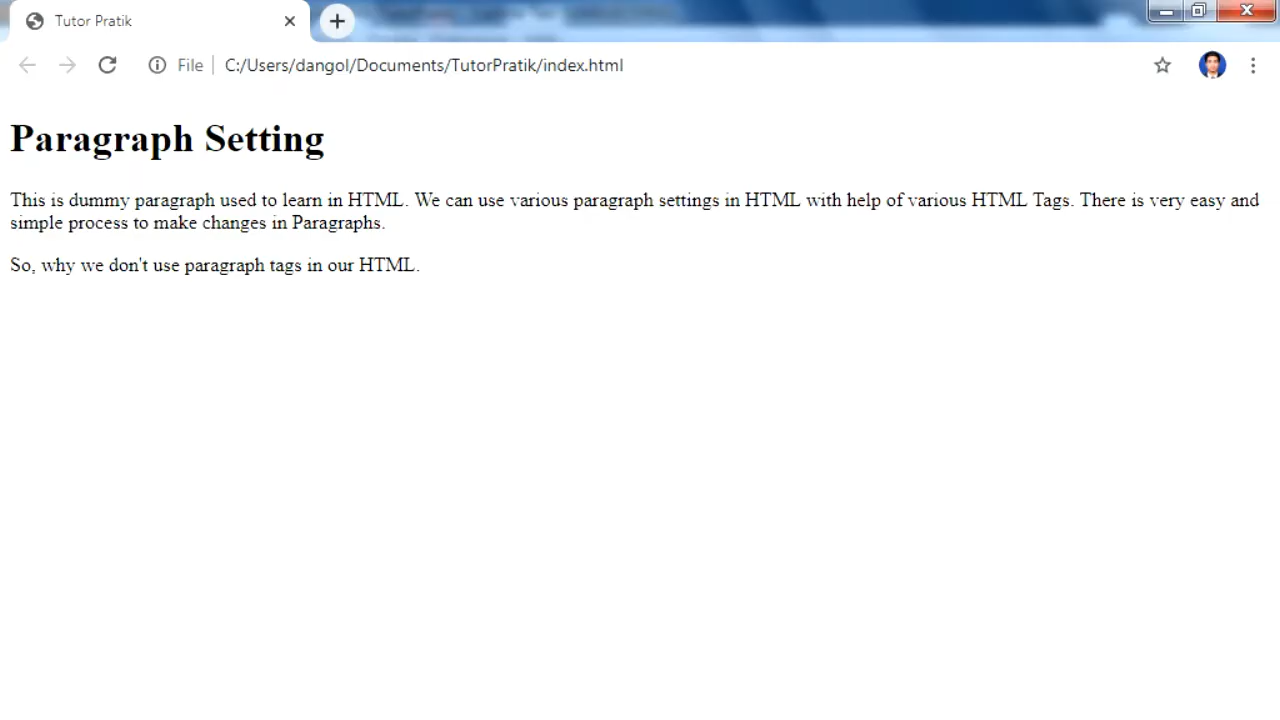 Tutor Pratik
File
C:/Users/dangol/Documents/TutorPratik/index.html
Paragraph Setting
This is dummy paragraph used to learn in HTML. We can use various paragraph settings in HTML with help of various HTML Tags. There is very easy and
simple process to make changes in Paragraphs.
So, why we don't use paragraph tags in our HTML.